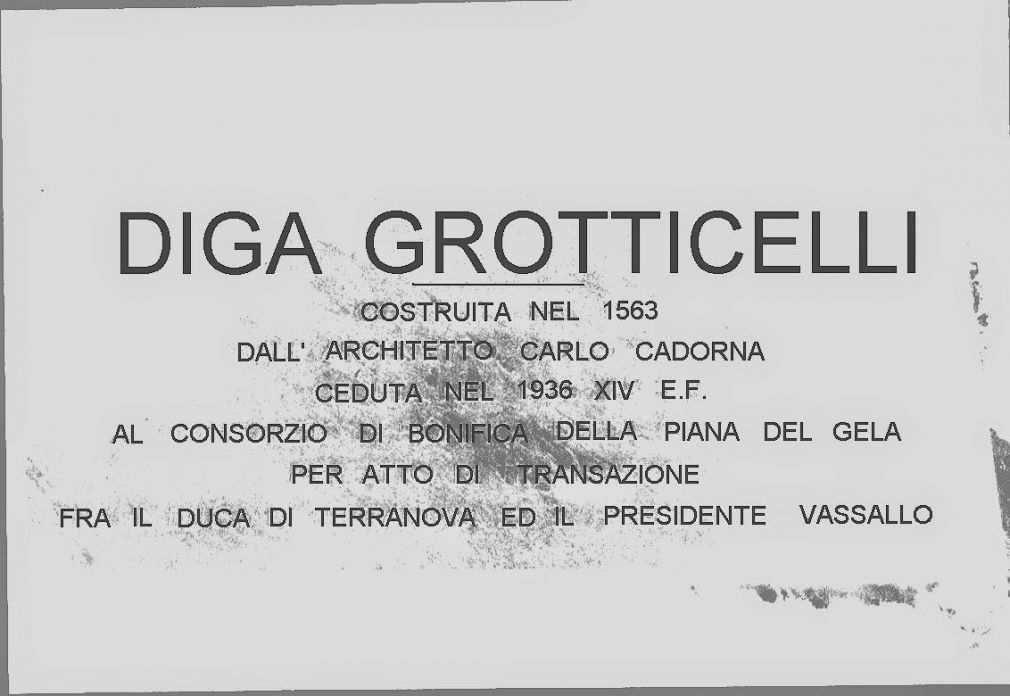 DIGA GROTTICELLI
COSTRUITA NEL 1563
DALL' ARCHITETTO CARLO CADORNA
CEDUTA NEL 1936 XIV E.F.
AL CONSORZIO DI BONIFICA DELLA PIANA DEL GELA
PER ATTO DI TRANSAZIONE
FRA IL DUCA DI TERRANOVA ED IL PRESIDENTE VASSALLO